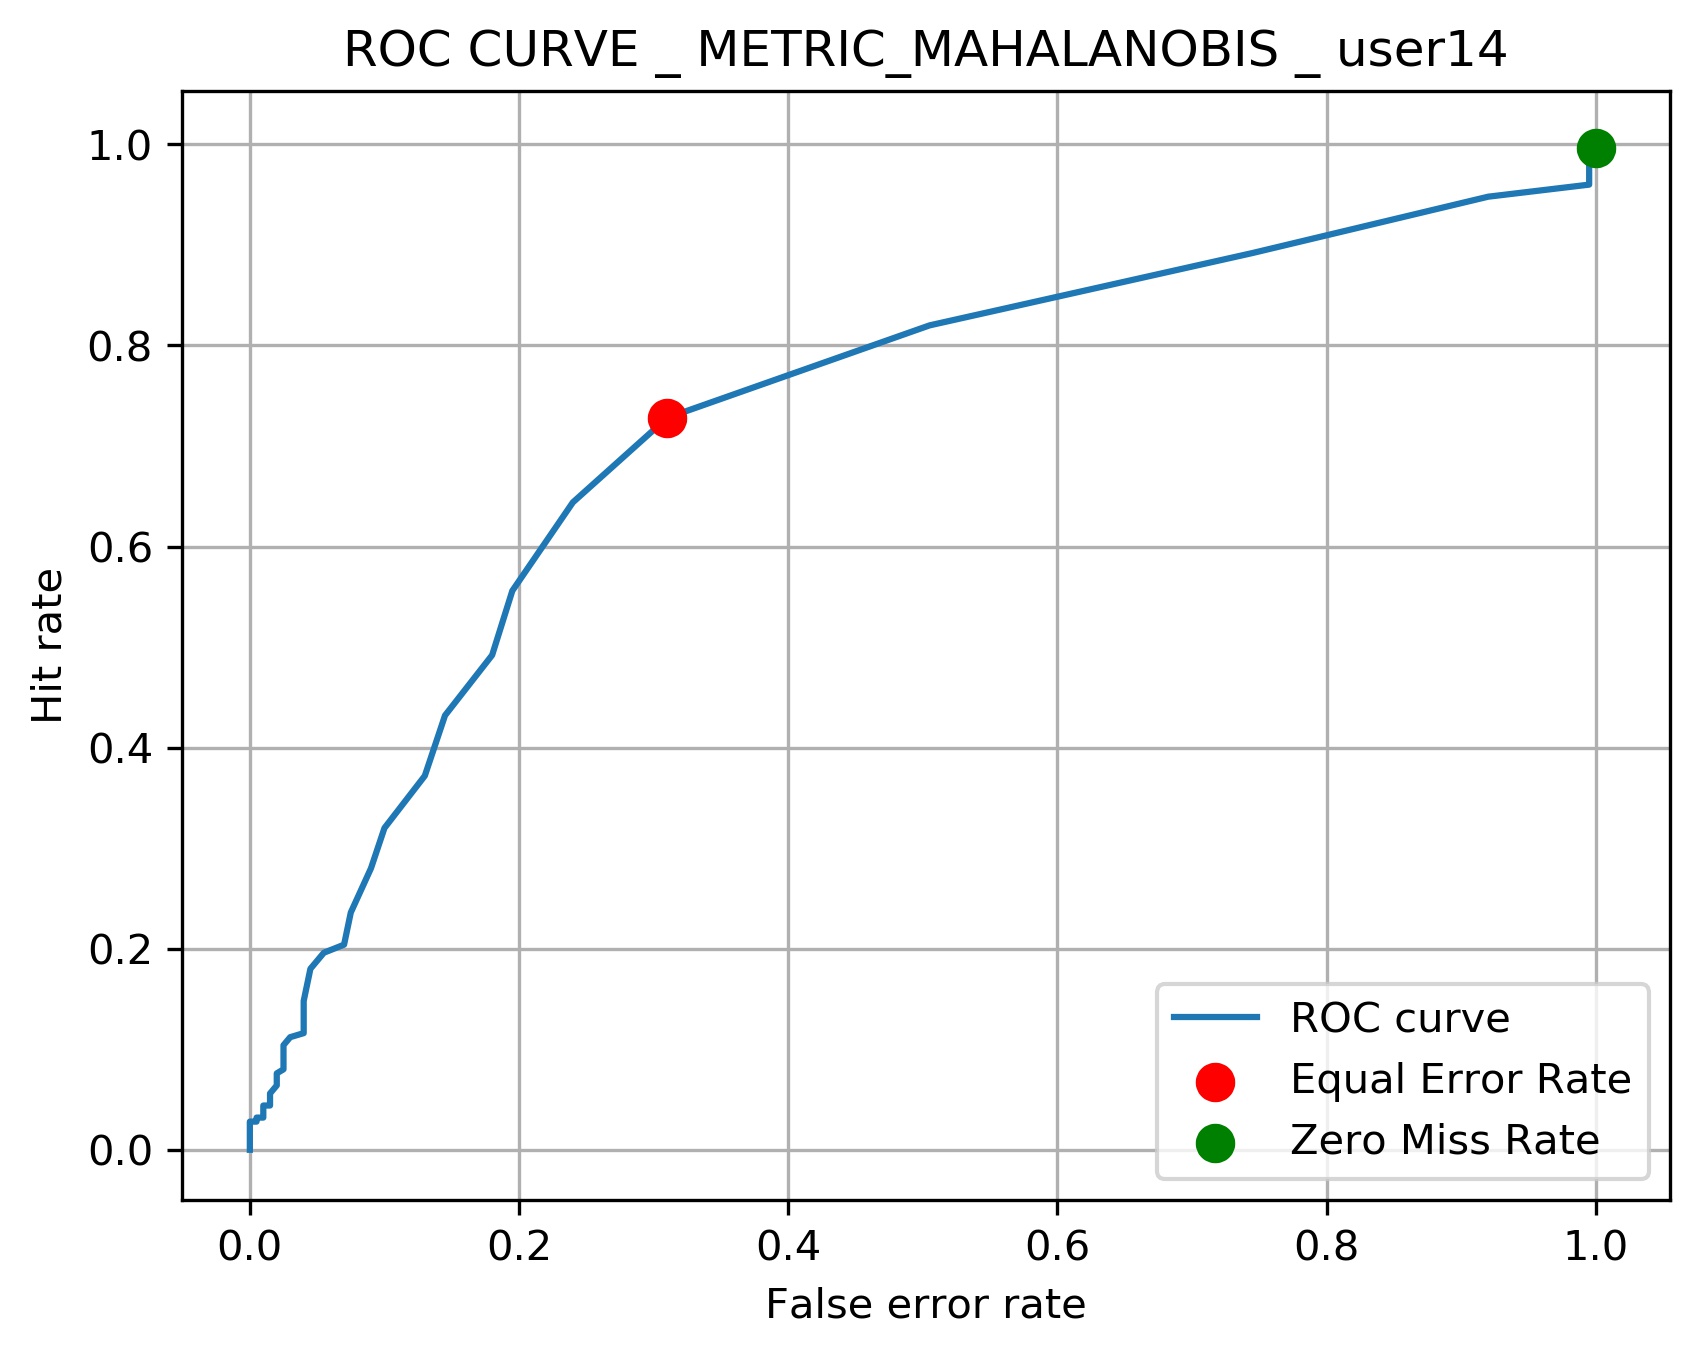 ROC CURVE _ METRIC_MAHALANOBIS _ user14
1.0
0.8
0.6
0.4
0.2
0.0
Hit rate
ROC curve
Equal Error Rate
Zero Miss Rate
0.0 0.2 0.4 0.6 0.8 1.0
False error rate